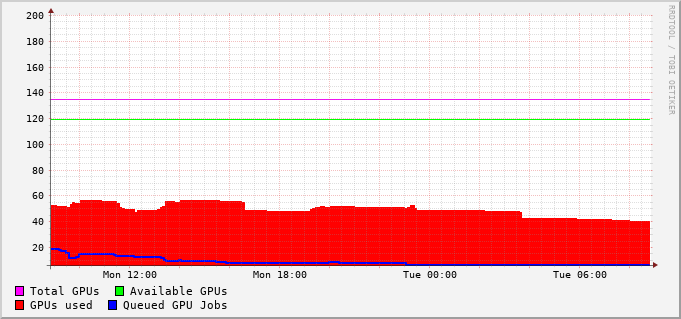 200
180
160
140
120
100
80
60
40
20
Mon 12:00 Mon 18:00 Tue 00:00 Tue 06:00
Total GPUs Available GPUs
GPUs used Queued GPU Jobs
RRDTOOL / TOBI OETIKER